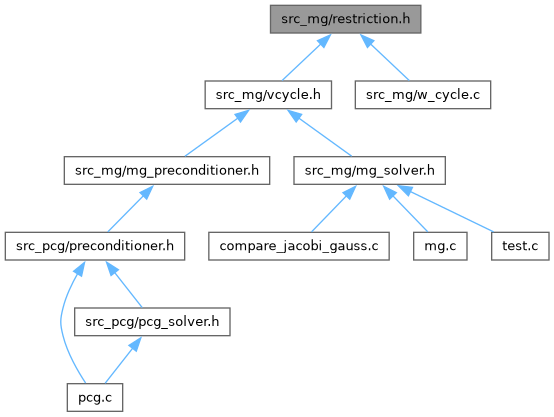 src_mg/restriction.h
src_mg/vcycle.h
src_mg/w_cycle.c
src_mg/mg_preconditioner.h
src_mg/mg_solver.h
src_pcg/preconditioner.h
compare_jacobi_gauss.c
mg.c
test.c
src_pcg/pcg_solver.h
pcg.c